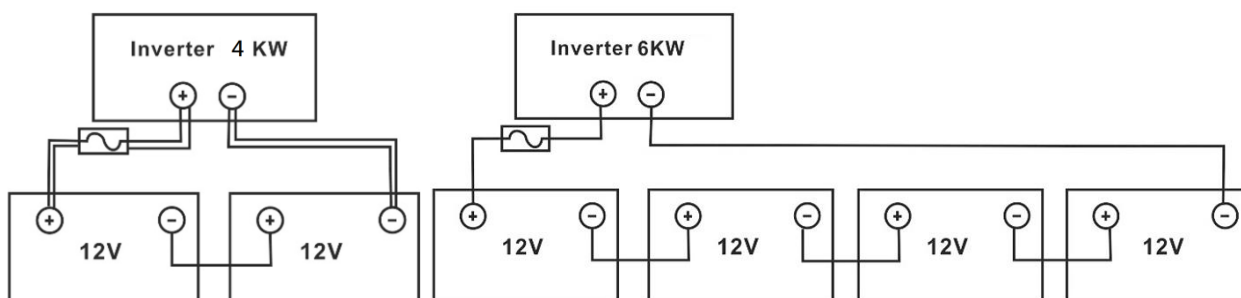 Inverter 4 KW
+ −
+ − + −
12V 12V
Inverter 6KW
+ −
+ − + − + − + −
12V 12V 12V 12V